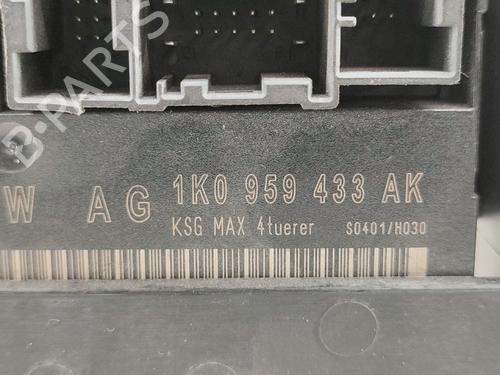 B-PARTS
W AG 1K0 959 433 AK
KSG MAX 4tuerer S0401/H030